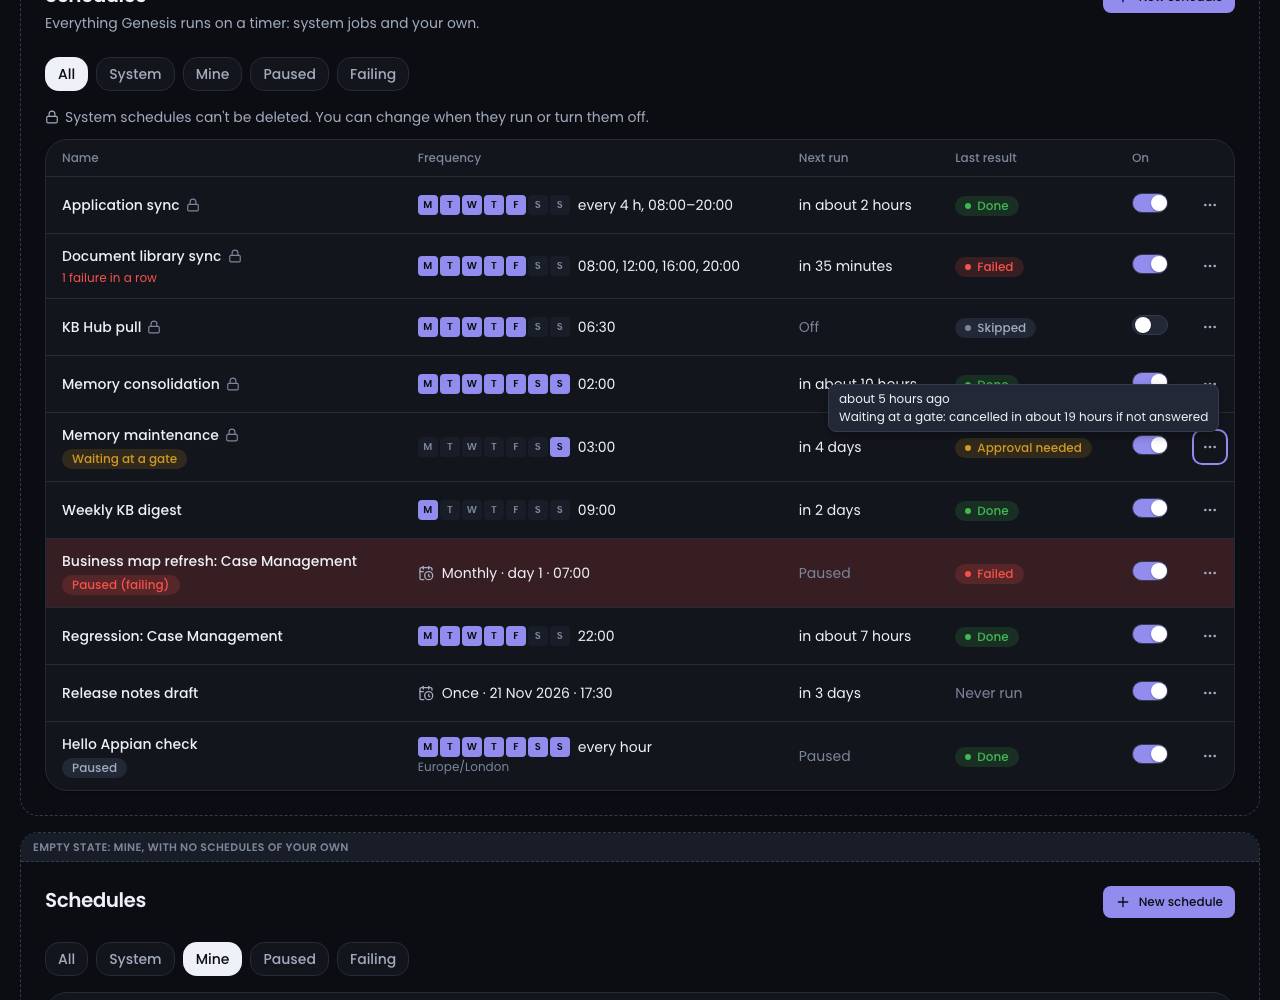 Everything Genesis runs on a timer: system jobs and your own.
All System Mine Paused Failing
System schedules can't be deleted. You can change when they run or turn them off.
Name Frequency Next run Last result On
Application sync M T W T F S S every 4 h, 08:00–20:00 in about 2 hours Done
Document library sync
1 failure in a row
M T W T F S S 08:00, 12:00, 16:00, 20:00 in 35 minutes Failed
KB Hub pull M T W T F S S 06:30 Off Skipped
Memory consolidation M T W T F S S 02:00 in about 10 hours Done
about 5 hours ago
Waiting at a gate: cancelled in about 19 hours if not answered
Memory maintenance
Waiting at a gate
M T W T F S S 03:00 in 4 days Approval needed
Weekly KB digest M T W T F S S 09:00 in 2 days Done
Business map refresh: Case Management
Paused (failing)
Monthly · day 1 · 07:00 Paused Failed
Regression: Case Management M T W T F S S 22:00 in about 7 hours Done
Release notes draft Once · 21 Nov 2026 · 17:30 in 3 days Never run
Hello Appian check
Paused
M T W T F S S every hour
Europe/London
Paused Done
EMPTY STATE: MINE, WITH NO SCHEDULES OF YOUR OWN
Schedules
+ New schedule
All System Mine Paused Failing